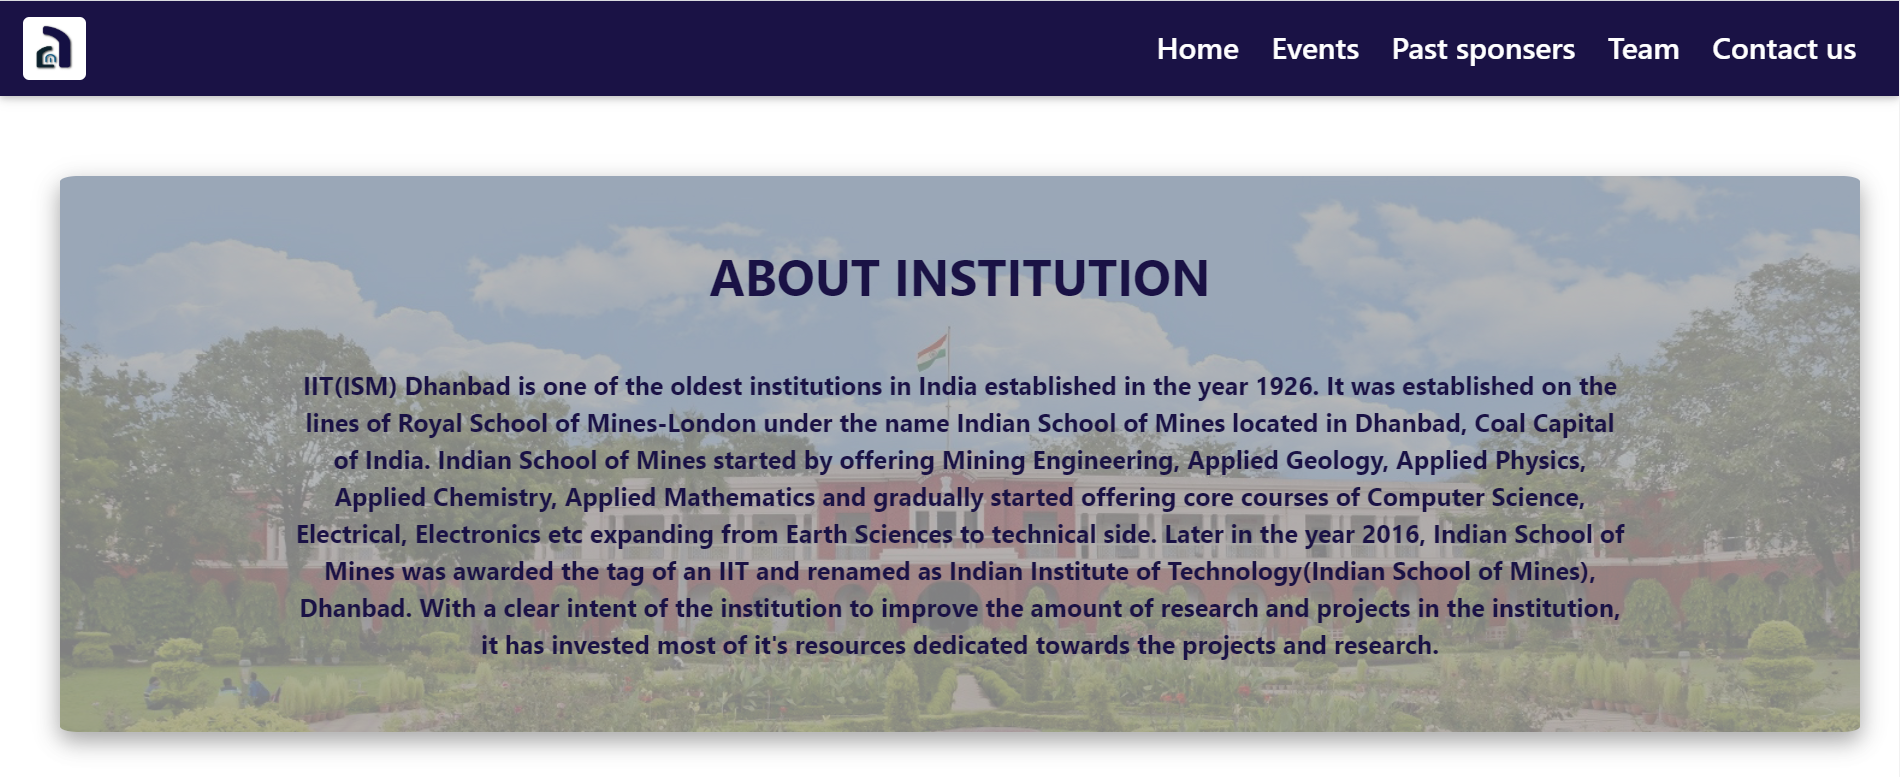 Home Events Past sponsers Team Contact us
ABOUT INSTITUTION
IIT(ISM) Dhanbad is one of the oldest institutions in India established in the year 1926. It was established on the
lines of Royal School of Mines-London under the name Indian School of Mines located in Dhanbad, Coal Capital
of India. Indian School of Mines started by offering Mining Engineering, Applied Geology, Applied Physics,
Applied Chemistry, Applied Mathematics and gradually started offering core courses of Computer Science,
Electrical, Electronics etc expanding from Earth Sciences to technical side. Later in the year 2016, Indian School of
Mines was awarded the tag of an IIT and renamed as Indian Institute of Technology(Indian School of Mines),
Dhanbad. With a clear intent of the institution to improve the amount of research and projects in the institution,
it has invested most of it's resources dedicated towards the projects and research.